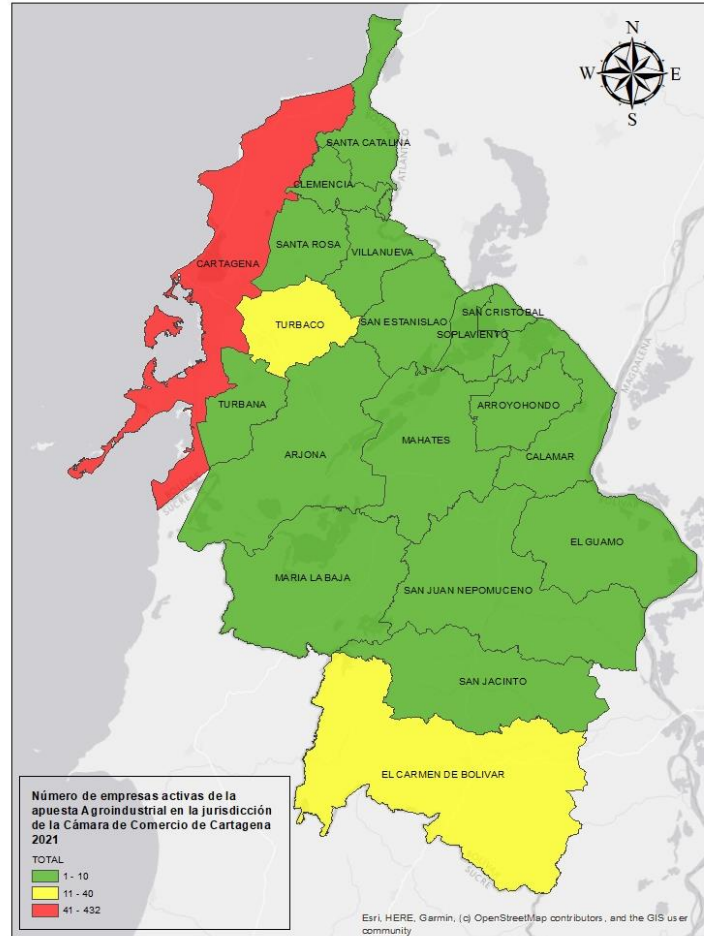 N
W E
S
SANTA CATALINA
ATLANTICO
CLEMENCIA
SANTA ROSA
VILLANUEVA
CARTAGENA
SAN CRISTOBAL
TURBACO
SAN ESTANISLAO
SOPLAVIENTO
MAGDALENA
TURBANA
ARROYOHONDO
MAHATES
ARJONA
CALAMAR
SUCRE
EL GUAMO
MARIA LA BAJA
SAN JUAN NEPOMUCENO
SAN JACINTO
EL CARMEN DE BOLIVAR
Número de empresas activas de la
apuesta Agroindustrial en la jurisdicción
de la Cámara de Comercio de Cartagena
2021
TOTAL
1 - 10
11 - 40
41 - 432
SUCRE
Esri, HERE, Garmin, (c) OpenStreetMap contributors, and the GIS user
community